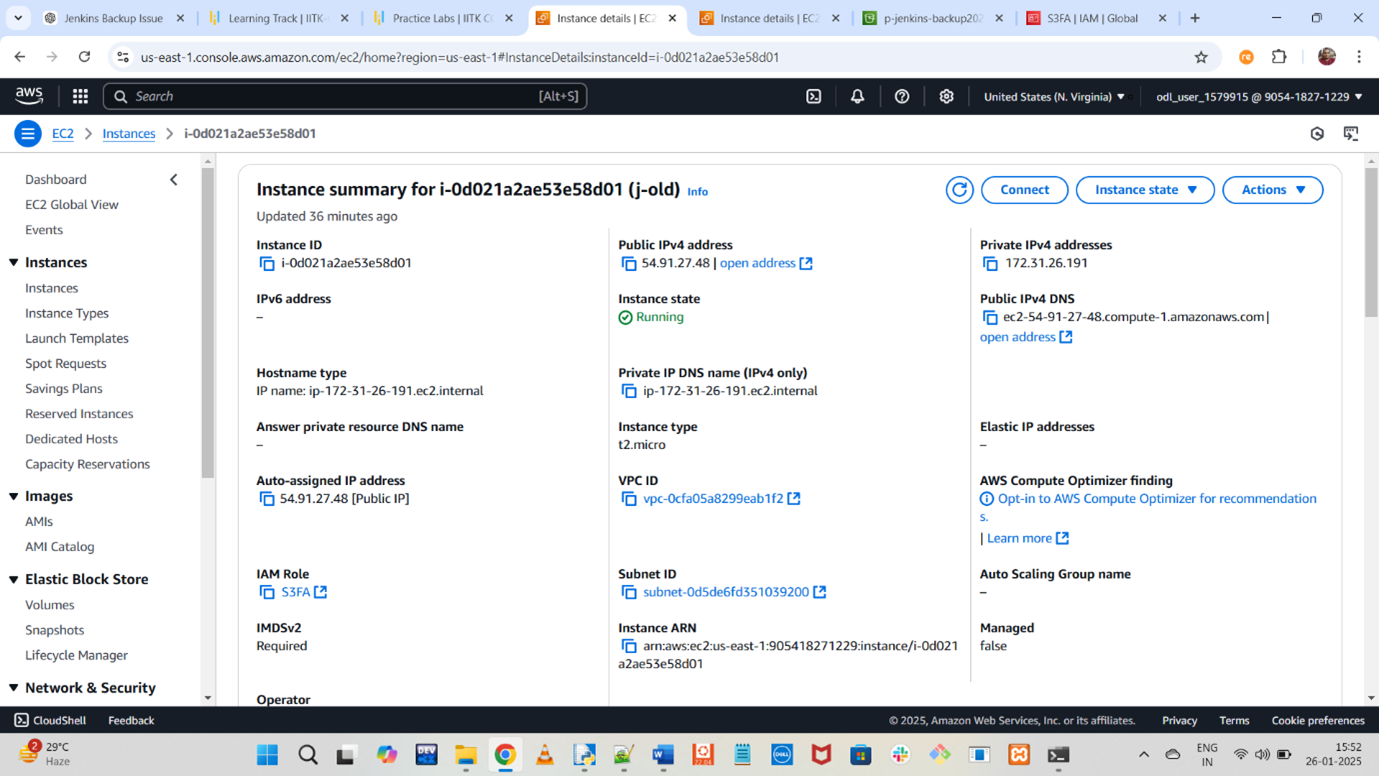 Jenkins Backup Issue
Learning Track | IITK-
Practice Labs | IITK CC
Instance details | EC2
Instance details | EC2
p-jenkins-backup202
S3FA | IAM | Global
us-east-1.console.aws.amazon.com/ec2/home?region=us-east-1#InstanceDetails:instanceId=i-0d021a2ae53e58d01
re
aws
Search
[Alt+S]
United States (N. Virginia)
odl_user_1579915 @ 9054-1827-1229
EC2
Instances
i-0d021a2ae53e58d01
Dashboard
EC2 Global View
Events
Instances
Instances
Instance Types
Launch Templates
Spot Requests
Savings Plans
Reserved Instances
Dedicated Hosts
Capacity Reservations
Images
AMIs
AMI Catalog
Elastic Block Store
Volumes
Snapshots
Lifecycle Manager
Network & Security
Instance summary for i-0d021a2ae53e58d01 (j-old) Info
Updated 36 minutes ago
Connect
Instance state
Actions
Instance ID
i-0d021a2ae53e58d01
Public IPv4 address
54.91.27.48 | open address
Private IPv4 addresses
172.31.26.191
IPv6 address
–
Instance state
Running
Public IPv4 DNS
ec2-54-91-27-48.compute-1.amazonaws.com |
open address
Hostname type
IP name: ip-172-31-26-191.ec2.internal
Private IP DNS name (IPv4 only)
ip-172-31-26-191.ec2.internal
Answer private resource DNS name
–
Instance type
t2.micro
Elastic IP addresses
–
Auto-assigned IP address
54.91.27.48 [Public IP]
VPC ID
vpc-0cfa05a8299eab1f2
AWS Compute Optimizer finding
Opt-in to AWS Compute Optimizer for recommendation
s.
| Learn more
IAM Role
S3FA
Subnet ID
subnet-0d5de6fd351039200
Auto Scaling Group name
–
IMDSv2
Required
Instance ARN
arn:aws:ec2:us-east-1:905418271229:instance/i-0d021
a2ae53e58d01
Managed
false
Operator
CloudShell
Feedback
© 2025, Amazon Web Services, Inc. or its affiliates.
Privacy
Terms
Cookie preferences
2
29°C
Haze
DEV
DELL
ENG
IN
15:52
26-01-2025